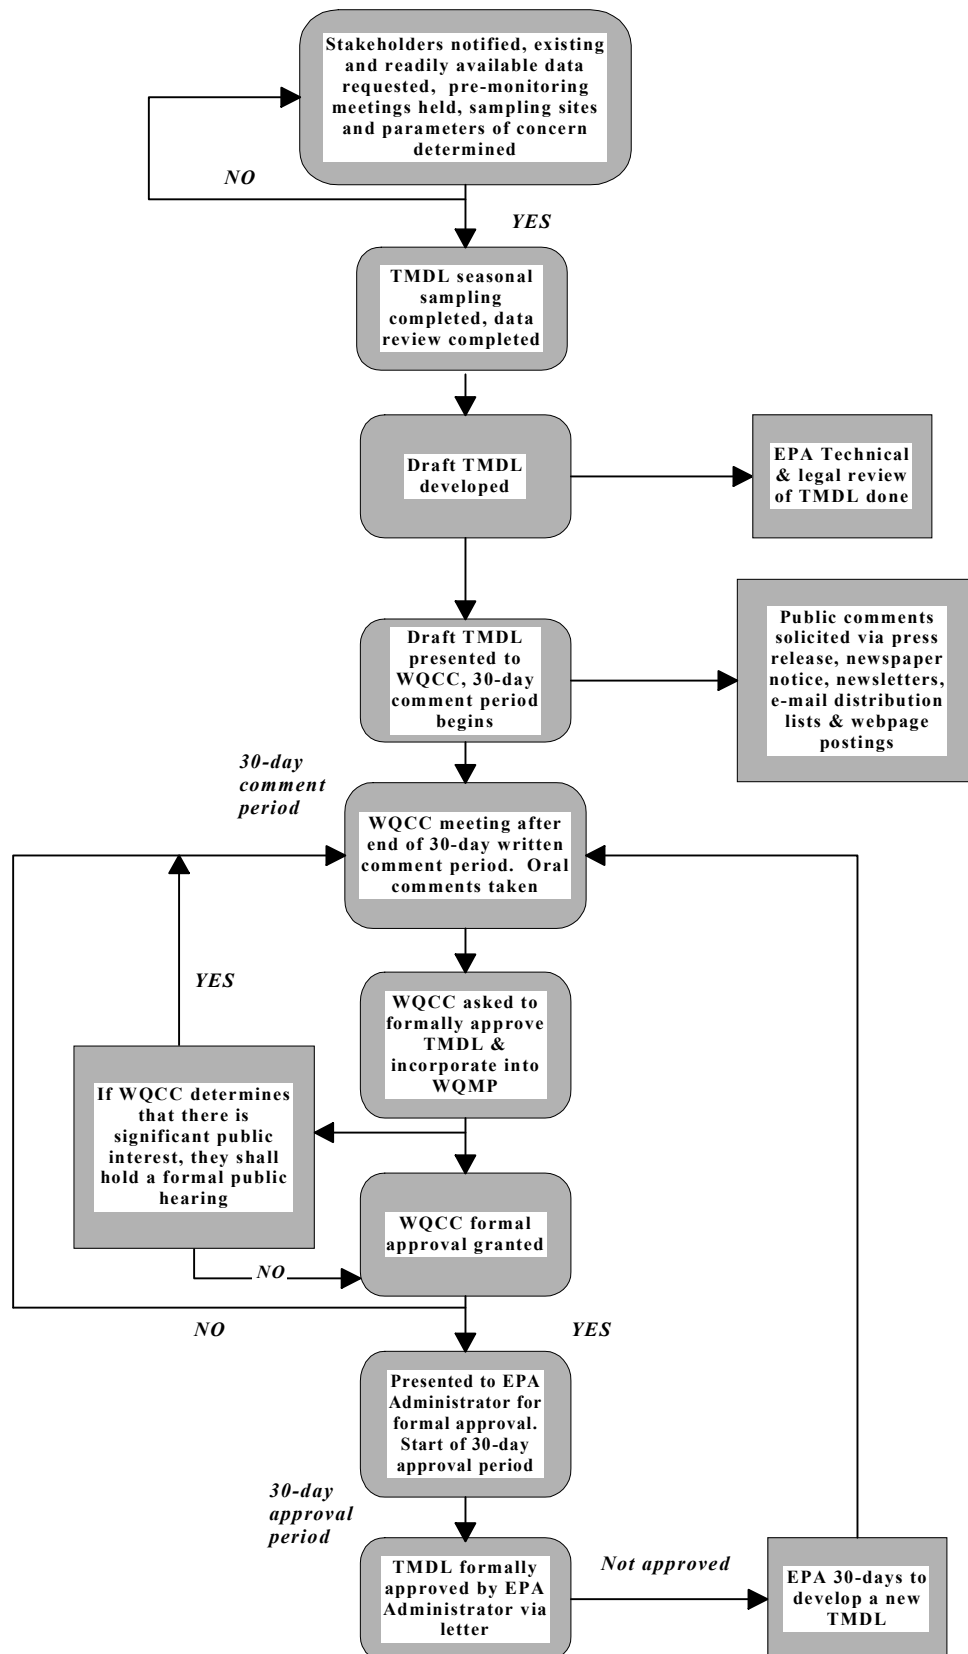 Stakeholders notified, existing
and readily available data
requested, pre-monitoring
meetings held, sampling sites
and parameters of concern
determined
NO
YES
TMDL seasonal
sampling
completed, data
review completed
Draft TMDL
developed
EPA Technical
& legal review
of TMDL done
Draft TMDL
presented to
WQCC, 30-day
comment period
begins
Public comments
solicited via press
release, newspaper
notice, newsletters,
e-mail distribution
lists & webpage
postings
30-day
comment
period
WQCC meeting after
end of 30-day written
comment period. Oral
comments taken
YES
WQCC asked to
formally approve
TMDL &
incorporate into
WQMP
If WQCC determines
that there is
significant public
interest, they shall
hold a formal public
hearing
WQCC formal
approval granted
NO
NO
YES
Presented to EPA
Administrator for
formal approval.
Start of 30-day
approval period
30-day
approval
period
TMDL formally
approved by EPA
Administrator via
letter
Not approved
EPA 30-days to
develop a new
TMDL